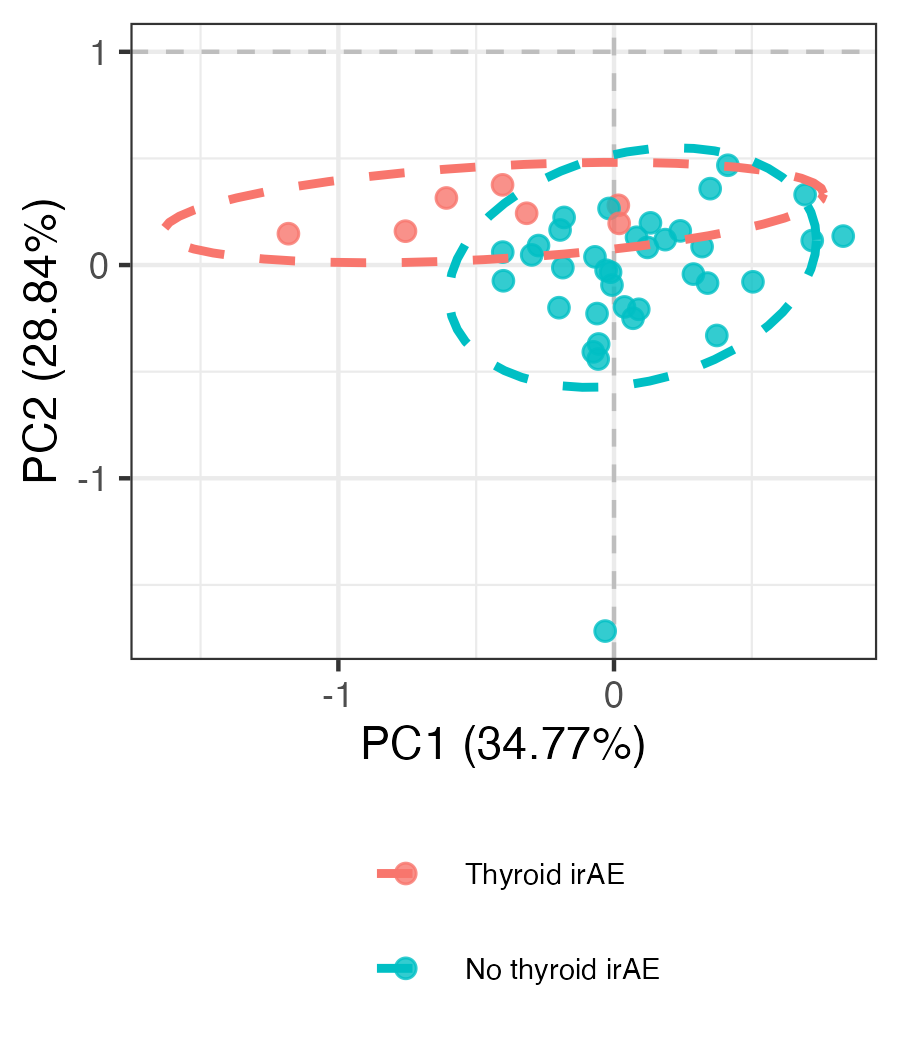 1
0
-1
PC2 (28.84%)
-1
0
PC1 (34.77%)
Thyroid irAE
No thyroid irAE